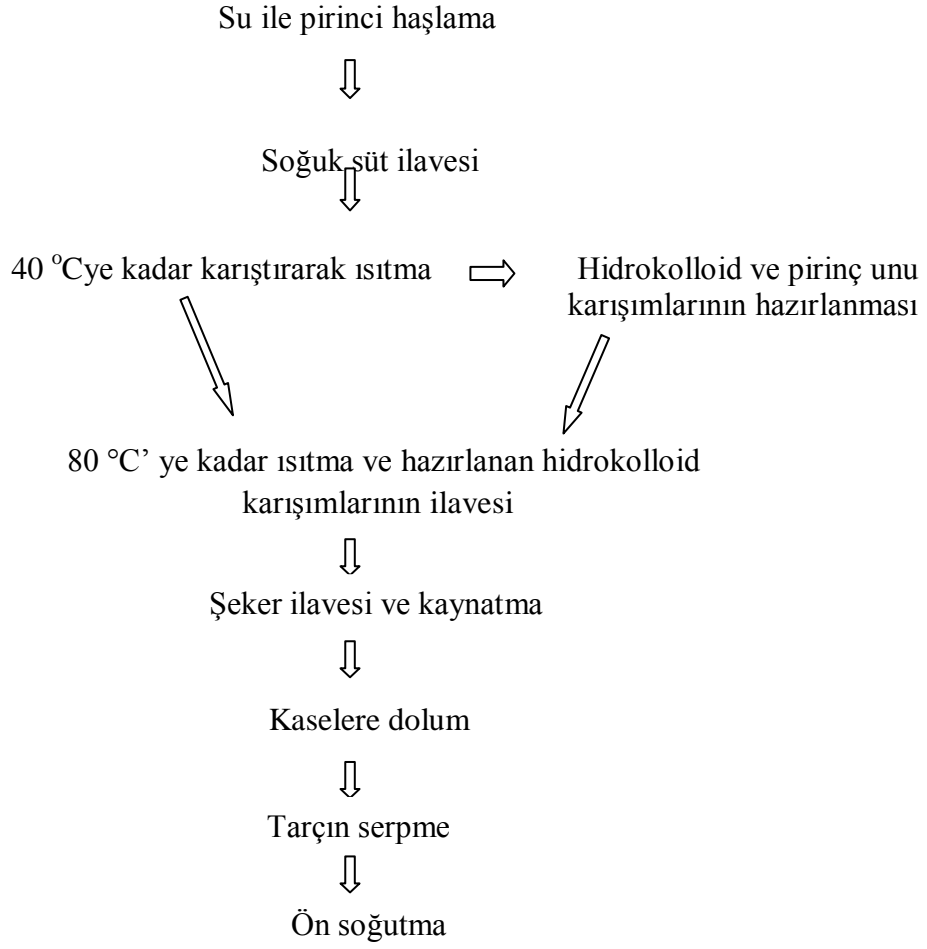 Su ile pirinci haşlama
Soğuk süt ilavesi
40 °Cye kadar karıştırarak ısıtma
Hidrokolloid ve pirinç unu
karışımlarının hazırlanması
80 °C’ ye kadar ısıtma ve hazırlanan hidrokolloid
karışımlarının ilavesi
Şeker ilavesi ve kaynatma
Kaselere dolum
Tarçın serpme
Ön soğutma